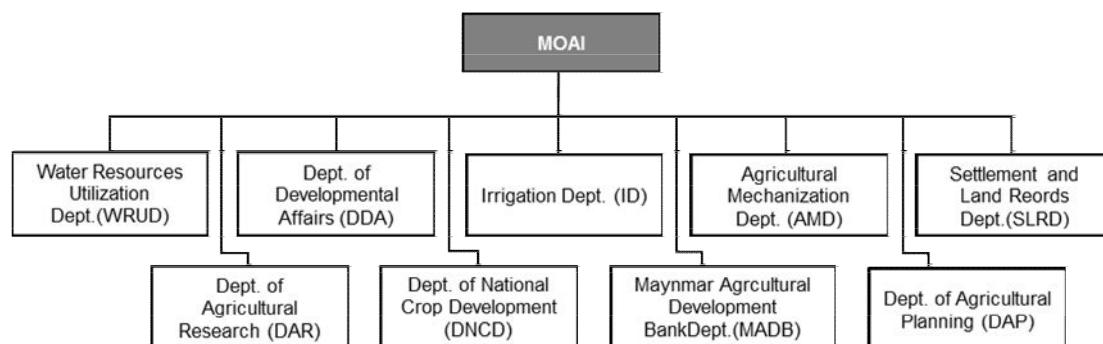 MOAI
Water Resources
Utilization
Dept.(WRUD)
Dept. of
Developmental
Affairs (DDA)
Irrigation Dept. (ID)
Agricultural
Mechanization
Dept. (AMD)
Settlement and
Land Reords
Dept.(SLRD)
Dept. of
Agricultural
Research (DAR)
Dept. of National
Crop Development
(DNCD)
Maynmar Agrcultural
Development
BankDept.(MADB)
Dept. of Agricultural
Planning (DAP)